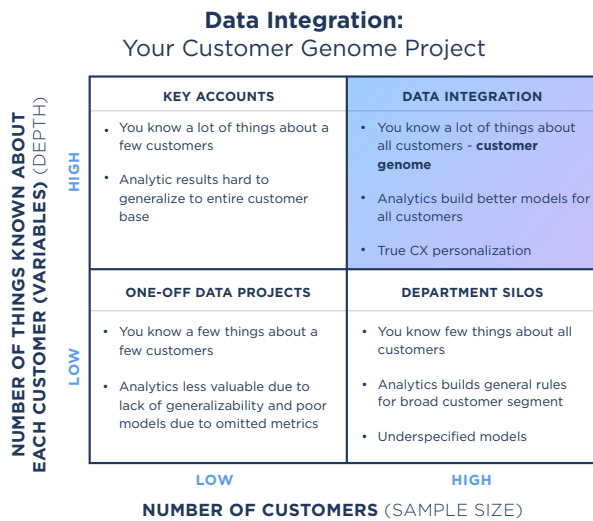 Data Integration:
Your Customer Genome Project
NUMBER OF THINGS KNOWN ABOUT
EACH CUSTOMER (VARIABLES) (DEPTH)
HIGH
KEY ACCOUNTS
• You know a lot of things about a
few customers
• Analytic results hard to
generalize to entire customer
base
DATA INTEGRATION
• You know a lot of things about
all customers - customer
genome
• Analytics build better models for
all customers
• True CX personalization
LOW
ONE-OFF DATA PROJECTS
• You know a few things about a
few customers
• Analytics less valuable due to
lack of generalizability and poor
models due to omitted metrics
DEPARTMENT SILOS
• You know few things about all
customers
• Analytics builds general rules
for broad customer segment
• Underspecified models
LOW
HIGH
NUMBER OF CUSTOMERS (SAMPLE SIZE)